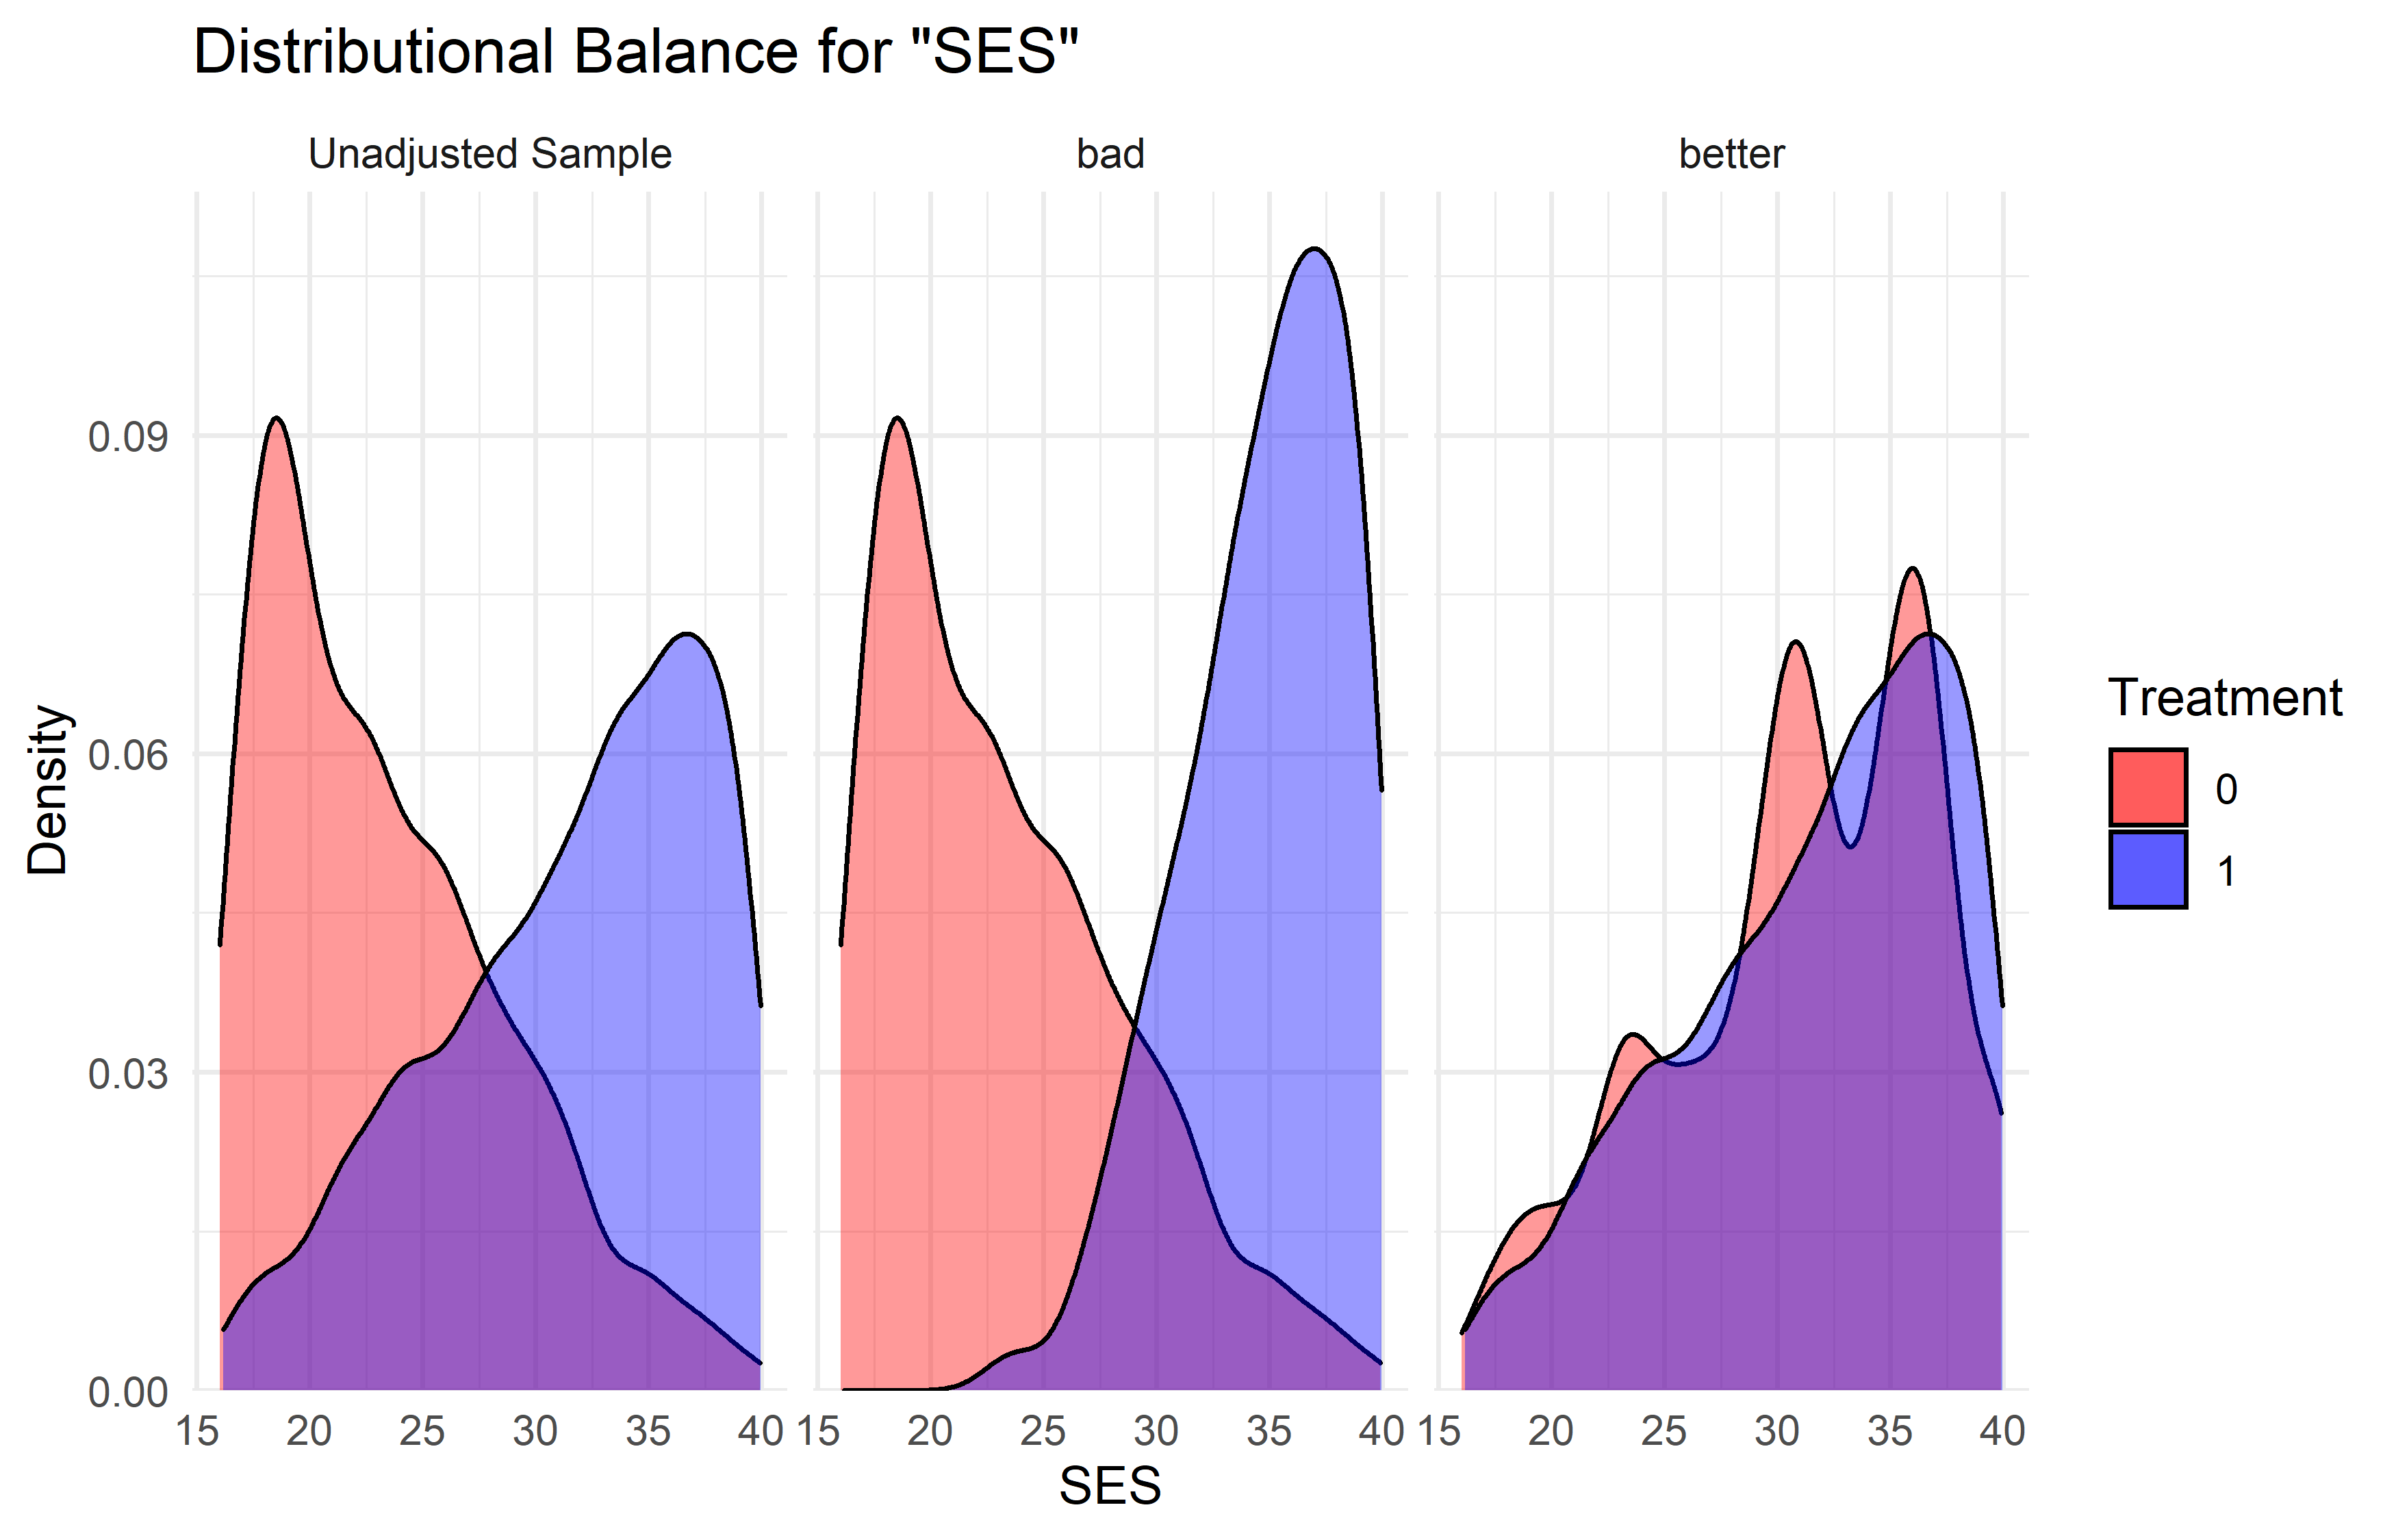 Distributional Balance for "SES"
Unadjusted Sample
bad
better
Density
0.09
0.06
0.03
0.00
15 20 25 30 35 40
15 20 25 30 35 40
15 20 25 30 35 40
SES
Treatment
0
1